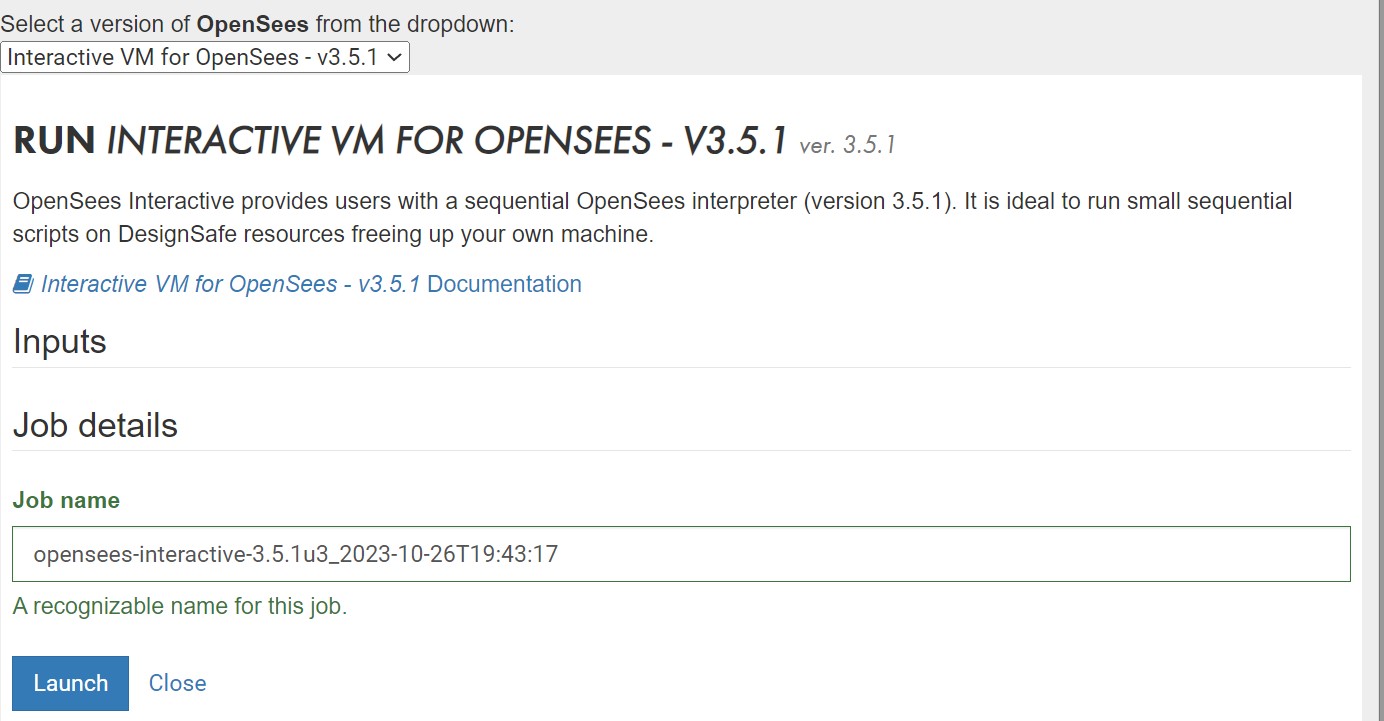 Select a version of OpenSees from the dropdown:
Interactive VM for OpenSees - v3.5.1
RUN INTERACTIVE VM FOR OPENSEES - V3.5.1 ver. 3.5.1
OpenSees Interactive provides users with a sequential OpenSees interpreter (version 3.5.1). It is ideal to run small sequential
scripts on DesignSafe resources freeing up your own machine.
Interactive VM for OpenSees - v3.5.1 Documentation
Inputs
Job details
Job name
opensees-interactive-3.5.1u3_2023-10-26T19:43:17
A recognizable name for this job.
Launch Close